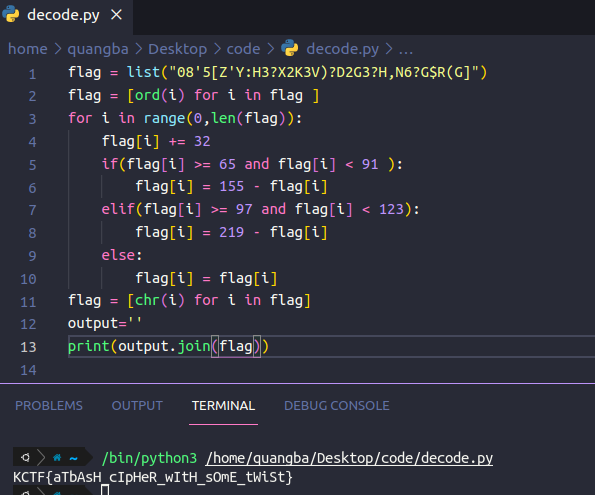 decode.py ×
home > quangba > Desktop > code > decode.py > ...
1 flag = list("08'5[Z'Y:H3?X2K3V)?D2G3?H,N6?G$R(G]")
2 flag = [ord(i) for i in flag ]
3 for i in range(0,len(flag)):
4     flag[i] += 32
5     if(flag[i] >= 65 and flag[i] < 91 ):
6         flag[i] = 155 - flag[i]
7     elif(flag[i] >= 97 and flag[i] < 123):
8         flag[i] = 219 - flag[i]
9     else:
10         flag[i] = flag[i]
11 flag = [chr(i) for i in flag]
12 output=''
13 print(output.join(flag))
14
PROBLEMS OUTPUT TERMINAL DEBUG CONSOLE
~ /bin/python3 /home/quangba/Desktop/code/decode.py
KCTF{aTbAsH_cIpHeR_wItH_sOmE_tWiSt}
~